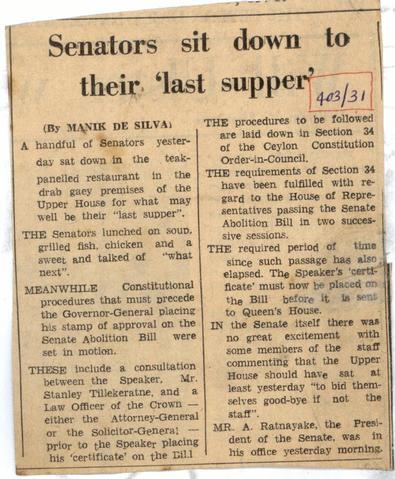 Senators sit down to
their 'last supper'
403/31
(By MANIK DE SILVA)
A handful of Senators yester-
day sat down in the teak-
panelled restaurant in the
drab gaey premises of the
Upper House for what may
well be their "last supper".
THE Senators lunched on soup,
grilled fish, chicken and a
sweet and talked of "what
next".
MEANWHILE Constitutional
procedures that must precede
the Governor-General placing
his stamp of approval on the
Senate Abolition Bill were
set in motion.
THESE include a consultation
between the Speaker, Mr.
Stanley Tillekeratne, and a
Law Officer of the Crown —
either the Attorney-General
or the Solicitor-General —
prior to the Speaker placing
his 'certificate' on the Bill
THE procedures to be followed
are laid down in Section 34
of the Ceylon Constitution
Order-in-Council.
THE requirements of Section 34
have been fulfilled with re-
gard to the House of Repre-
sentatives passing the Senate
Abolition Bill in two succes-
sive sessions.
THE required period of time
since such passage has also
elapsed. The Speaker's 'certi-
ficate' must now be placed on
the Bill before it is sent
to Queen's House.
IN the Senate itself there was
no great excitement with
some members of the staff
commenting that the Upper
House should have sat at
least yesterday "to bid them-
selves good-bye if not the
staff".
MR. A. Ratnayake, the Presi-
dent of the Senate, was in
his office yesterday morning.